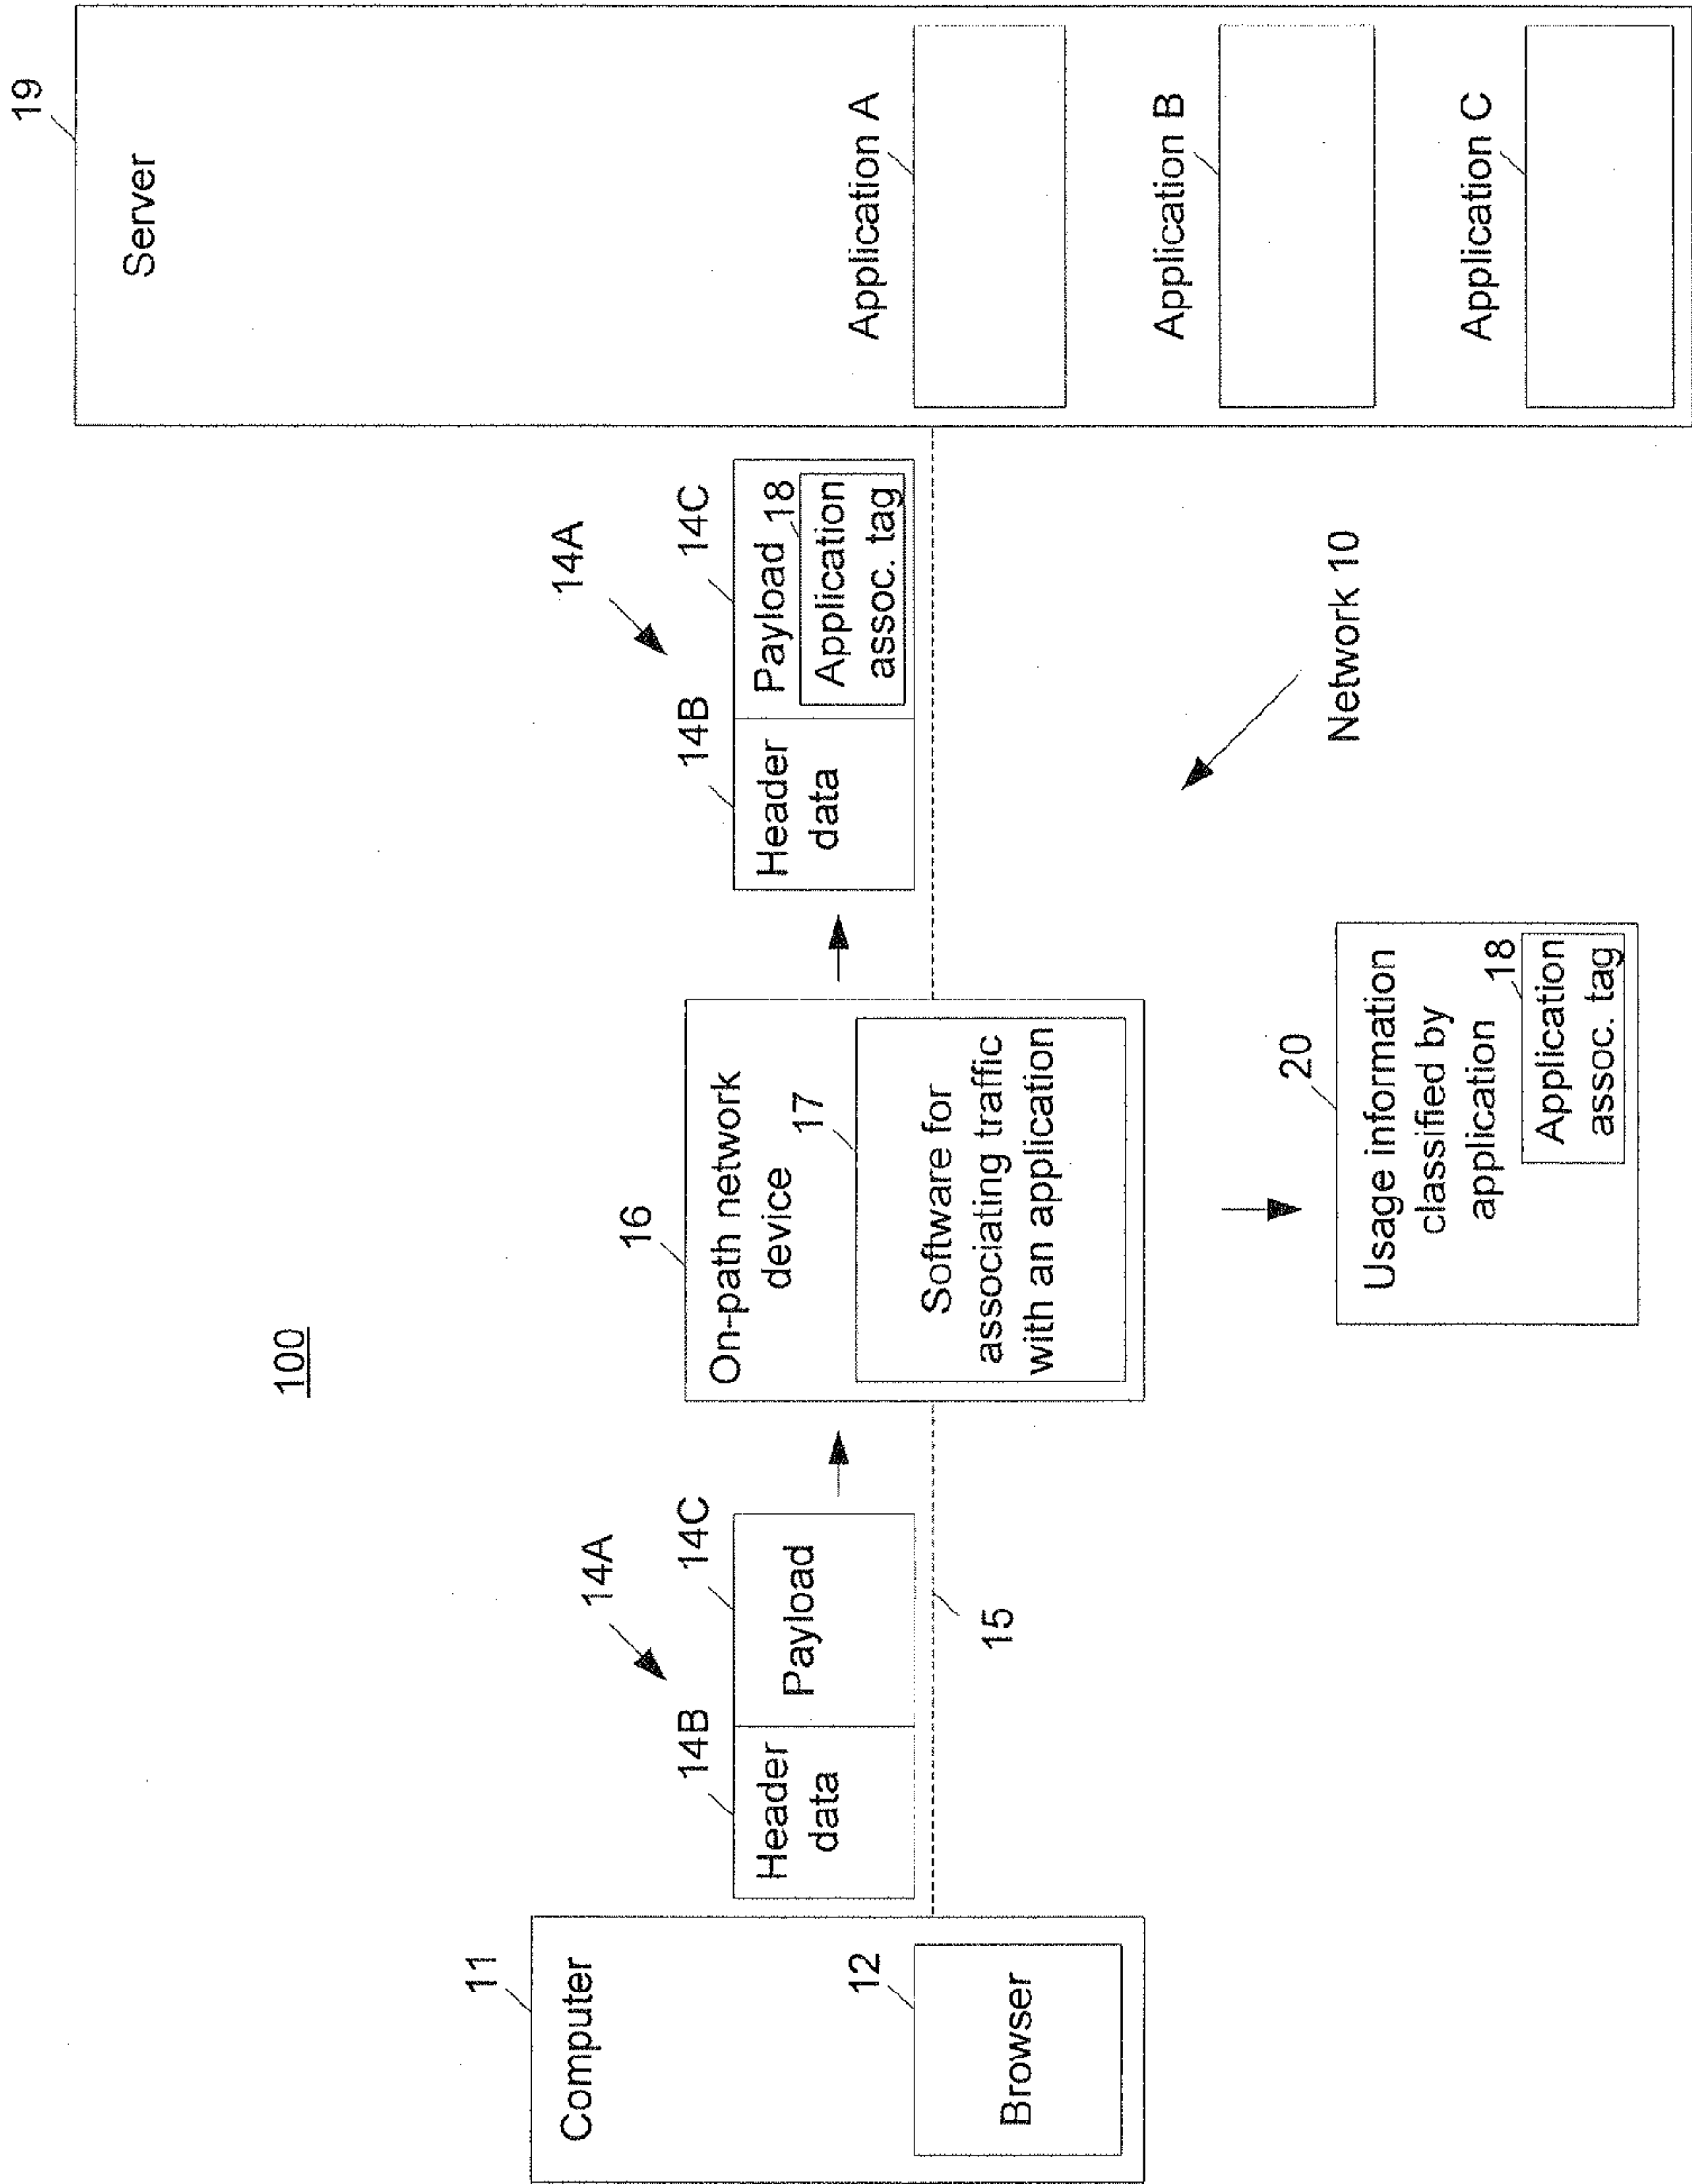 100
11
Computer
12
Browser
14A
14B
14C
Header
data
Payload
15
16
On-path network
device
17
Software for
associating traffic
with an application
14A
14B
14C
Header
data
Payload
18
Application
assoc. tag
20
Usage information
classified by
application
18
Application
assoc. tag
Network 10
19
Server
Application A
Application B
Application C